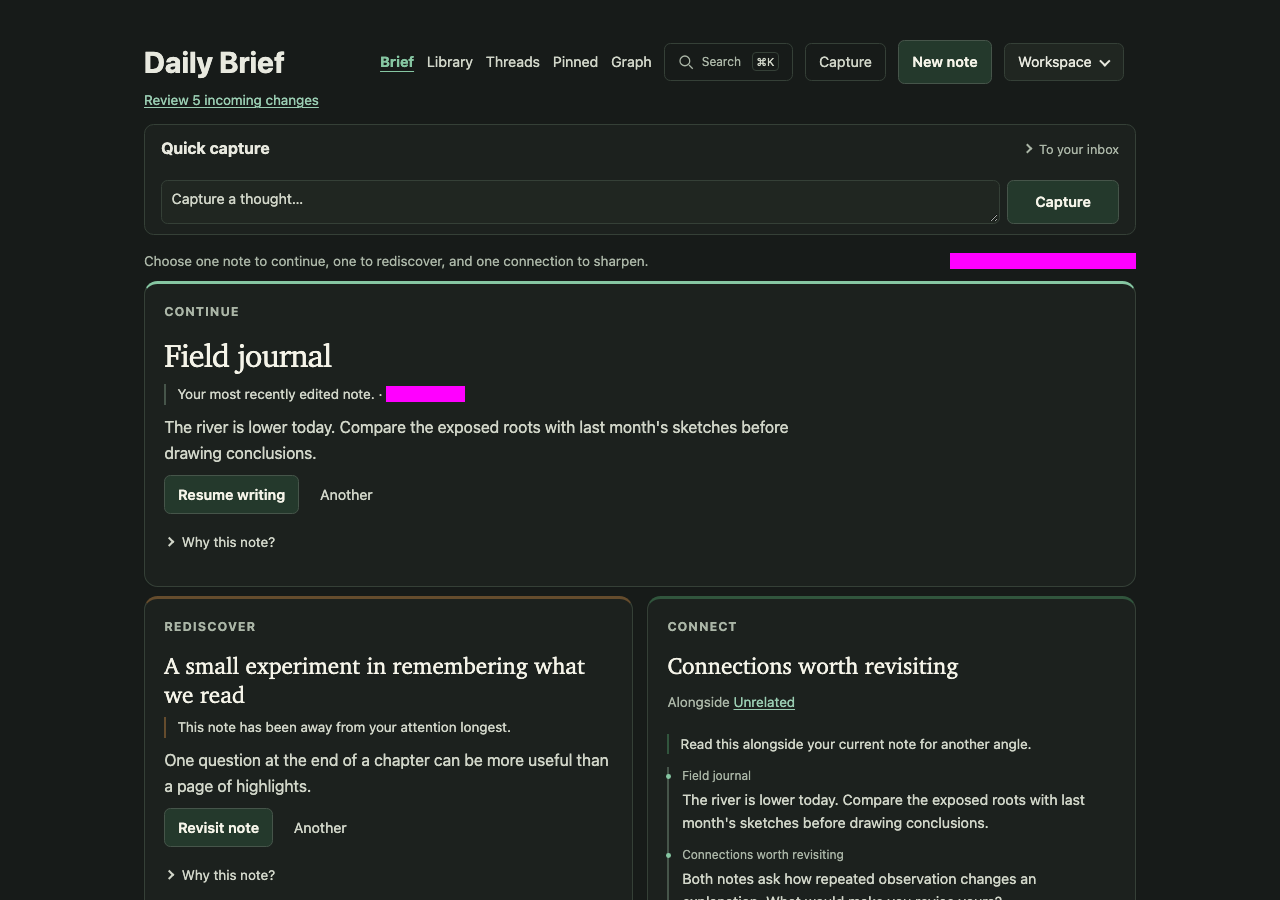 Daily Brief
Brief Library Threads Pinned Graph Search ⌘K Capture New note Workspace
Review 5 incoming changes
Quick capture
To your inbox
Capture a thought...
Capture
Choose one note to continue, one to rediscover, and one connection to sharpen.
CONTINUE
Field journal
Your most recently edited note. ·
The river is lower today. Compare the exposed roots with last month's sketches before
drawing conclusions.
Resume writing Another
Why this note?
REDISCOVER
A small experiment in remembering what
we read
This note has been away from your attention longest.
One question at the end of a chapter can be more useful than
a page of highlights.
Revisit note Another
Why this note?
CONNECT
Connections worth revisiting
Alongside Unrelated
Read this alongside your current note for another angle.
Field journal
The river is lower today. Compare the exposed roots with last
month's sketches before drawing conclusions.
Connections worth revisiting
Both notes ask how repeated observation changes an
explanation. What would make you revise yours?